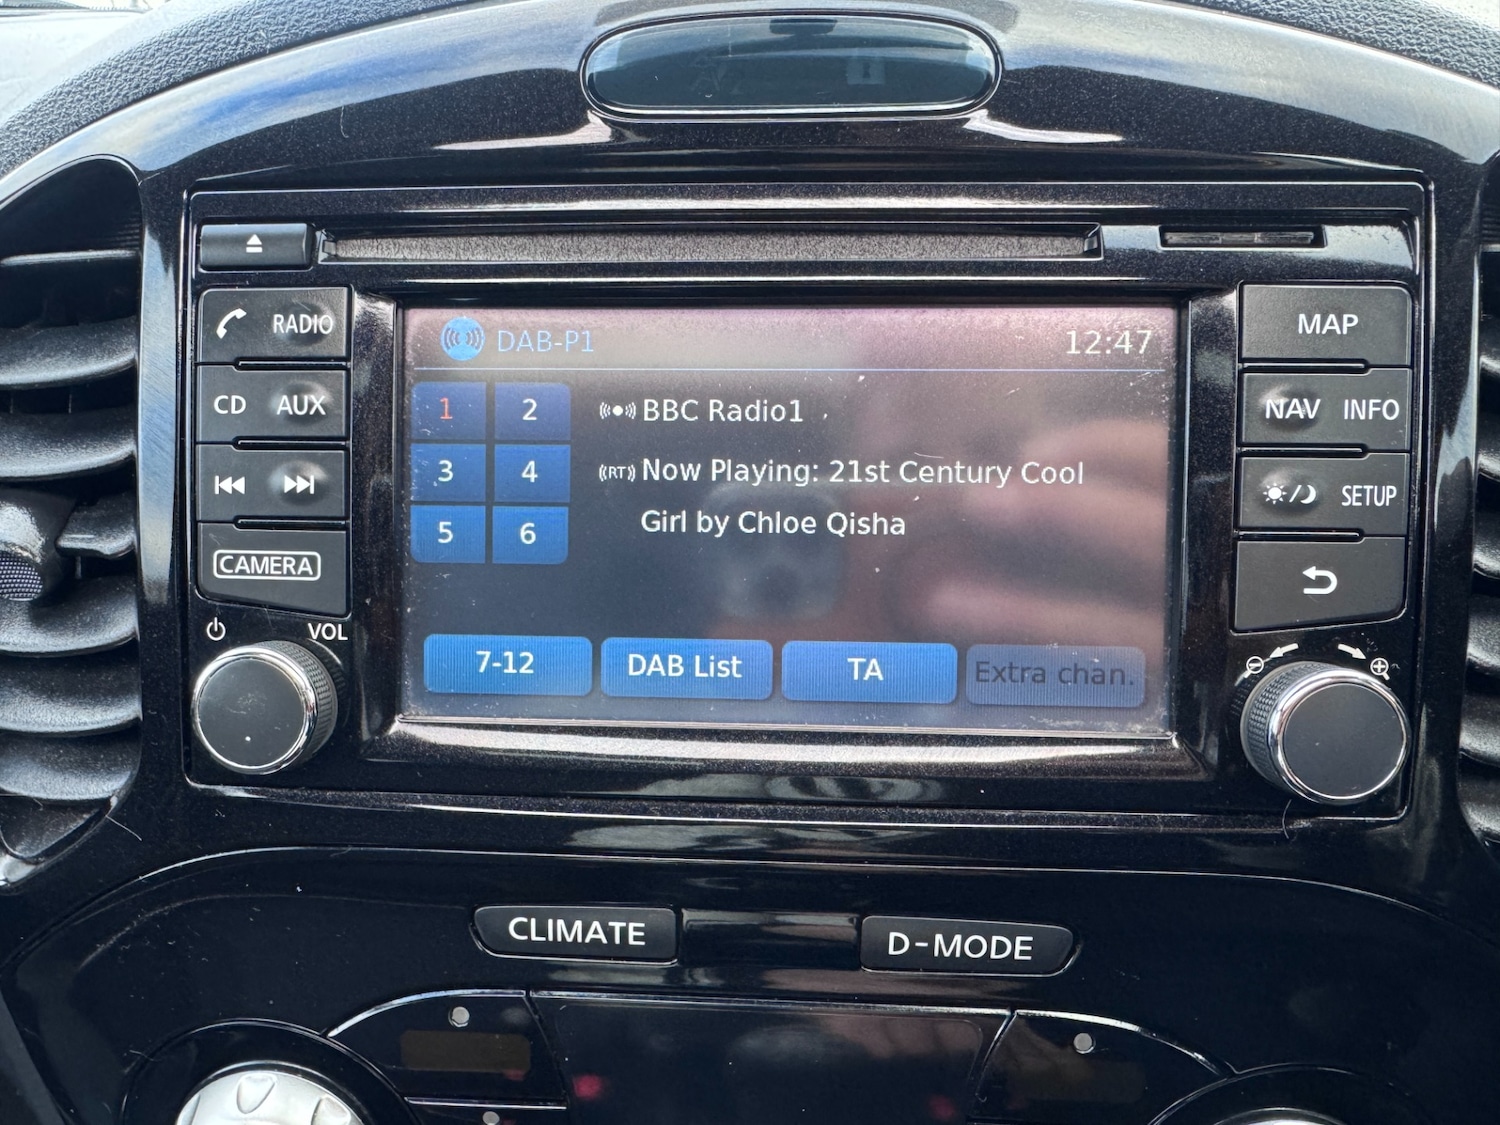 RADIO
CD AUX
CAMERA
VOL
DAB-P1 12:47
1 2
3 4
5 6
BBC Radio1
(RT) Now Playing: 21st Century Cool
Girl by Chloe Qisha
7-12 DAB List TA Extra chan.
MAP
NAV INFO
SETUP
CLIMATE D-MODE